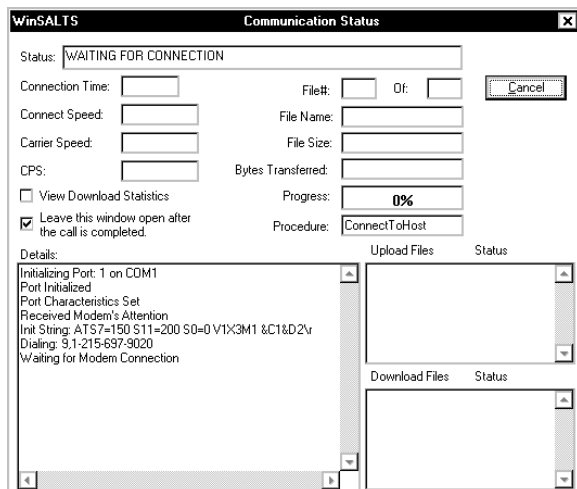 WinSALTS Communication Status
Status: WAITING FOR CONNECTION
Connection Time:
File#: Of:
Cancel
Connect Speed:
File Name:
Carrier Speed:
File Size:
CPS:
Bytes Transferred:
View Download Statistics
Progress: 0%
Leave this window open after
the call is completed.
Procedure: ConnectToHost
Details:
Initializing Port: 1 on COM1
Port Initialized
Port Characteristics Set
Received Modem's Attention
Init String: ATS7=150 S11=200 S0=0 V1X3M1 &C1&D2\r
Dialing: 9,1-215-697-9020
Waiting for Modem Connection
Upload Files Status
Download Files Status